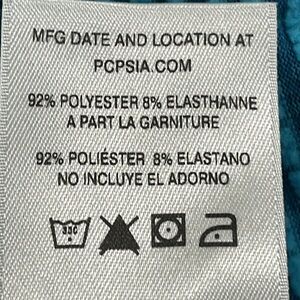 MFG DATE AND LOCATION AT
PCPSIA.COM
92% POLYESTER 8% ELASTHANNE
A PART LA GARNITURE
92% POLIÉSTER 8% ELASTANO
NO INCLUYE EL ADORNO